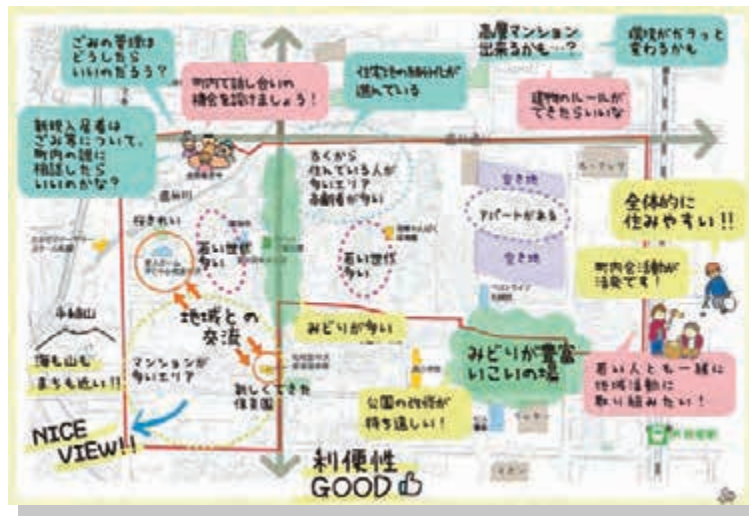 ごみの管理は
どうしたら
いいのだろう？
町内で話し合いの
機会を設けましょう！
住宅地の細分化が
進んでいる
高層マンション
出来るかも…？
環境がガラっと
変わるかも
建物のルールが
できたらいいな
新規入居者は
ごみ等について、
町内の誰に
相談したら
いいのかな？
古くから
住んでいる人が
多いエリア
高齢者が多い
空き地
アパートがある
空き地
全体的に
住みやすい!!
町内会活動が
活発です！
桜きれい
若い世代
多い
若い世代
多い
地域との
交流
みどりが多い
みどりが豊富
いこいの場
手稲山
海も山も
まちも近い!!
マンションが
多いエリア
新しくできた
保育園
公園の改修が
待ち遠しい！
若い人とも一緒に
地域活動に
取り組みたい！
NICE
VIEW!!
利便性
GOOD